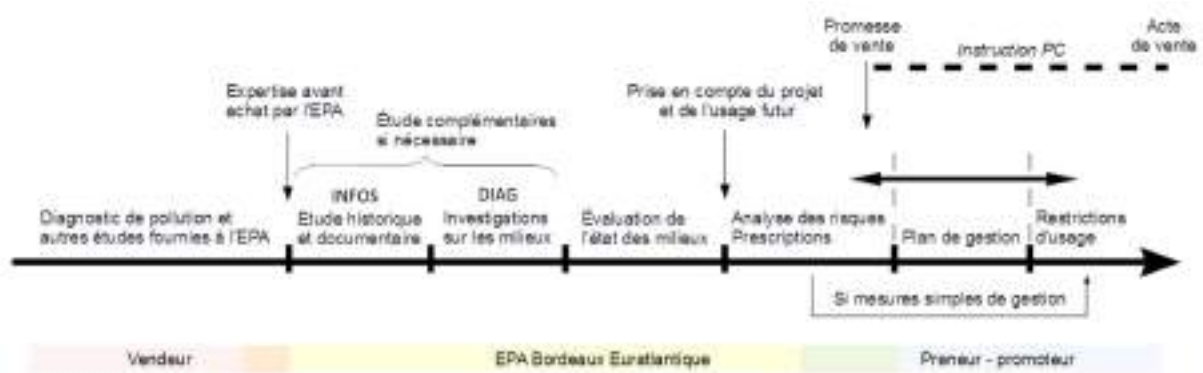 Promesse
de vente
Instruction PC
Acte
de vente
Expertise avant
achat par l'EPA
Étude complémentaires
si nécessaire
Prise en compte du projet
et de l'usage futur
Diagnostic de pollution et
autres études fournies à l'EPA
INFOS
Etude historique
et documentaire
DIAG
Investigations
sur les milieux
Évaluation de
l'état des milieux
Analyse des risques
Prescriptions
Plan de gestion
Restrictions
d'usage
Si mesures simples de gestion
Vendeur
EPA Bordeaux Euratlantique
Preneur - promoteur